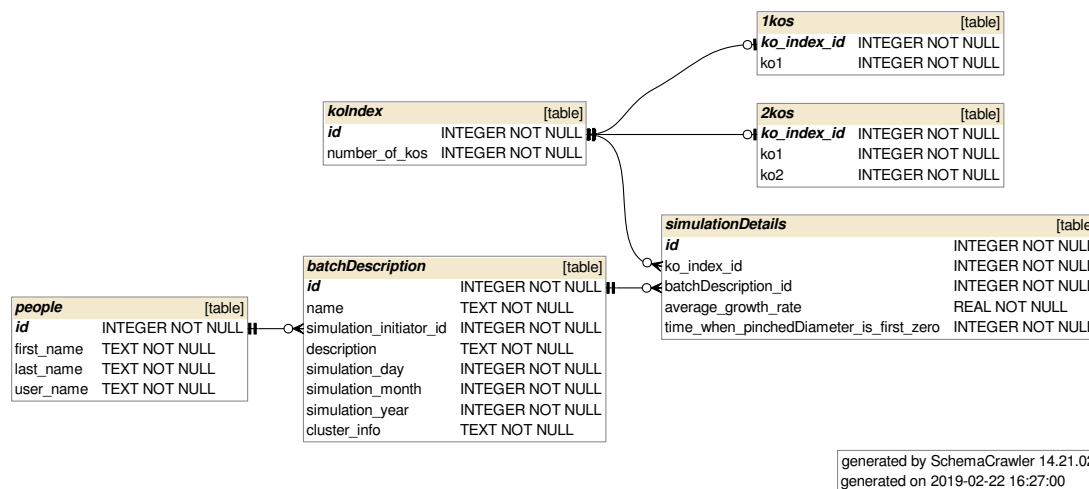 1kos [table]
ko_index_id INTEGER NOT NULL
ko1 INTEGER NOT NULL
koIndex [table]
id INTEGER NOT NULL
number_of_kos INTEGER NOT NULL
2kos [table]
ko_index_id INTEGER NOT NULL
ko1 INTEGER NOT NULL
ko2 INTEGER NOT NULL
simulationDetails [table
id INTEGER NOT NULL
ko_index_id INTEGER NOT NULL
batchDescription_id INTEGER NOT NULL
average_growth_rate REAL NOT NULL
time_when_pinchedDiameter_is_first_zero INTEGER NOT NULL
batchDescription [table]
id INTEGER NOT NULL
name TEXT NOT NULL
simulation_initiator_id INTEGER NOT NULL
description TEXT NOT NULL
simulation_day INTEGER NOT NULL
simulation_month INTEGER NOT NULL
simulation_year INTEGER NOT NULL
cluster_info TEXT NOT NULL
people [table]
id INTEGER NOT NULL
first_name TEXT NOT NULL
last_name TEXT NOT NULL
user_name TEXT NOT NULL
generated by SchemaCrawler 14.21.02
generated on 2019-02-22 16:27:00